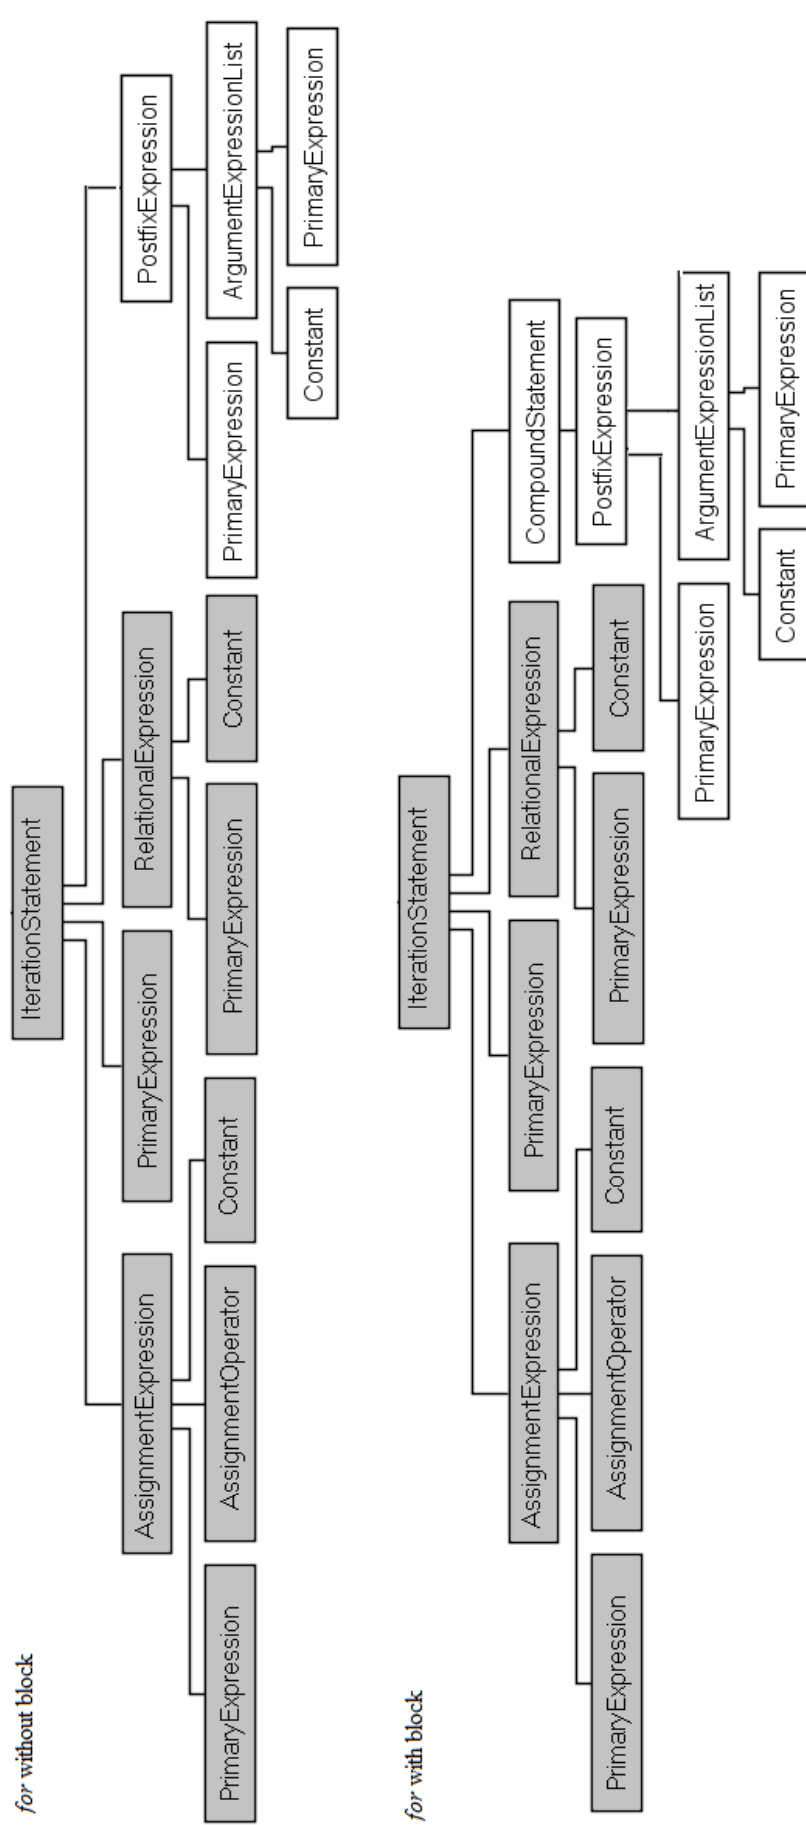 for without block
IterationStatement
AssignmentExpression
PrimaryExpression
RelationalExpression
PostfixExpression
PrimaryExpression
AssignmentOperator
Constant
PrimaryExpression
Constant
PrimaryExpression
ArgumentExpressionList
Constant
PrimaryExpression
for with block
IterationStatement
AssignmentExpression
PrimaryExpression
RelationalExpression
CompoundStatement
PrimaryExpression
AssignmentOperator
Constant
PrimaryExpression
Constant
PostfixExpression
PrimaryExpression
ArgumentExpressionList
Constant
PrimaryExpression